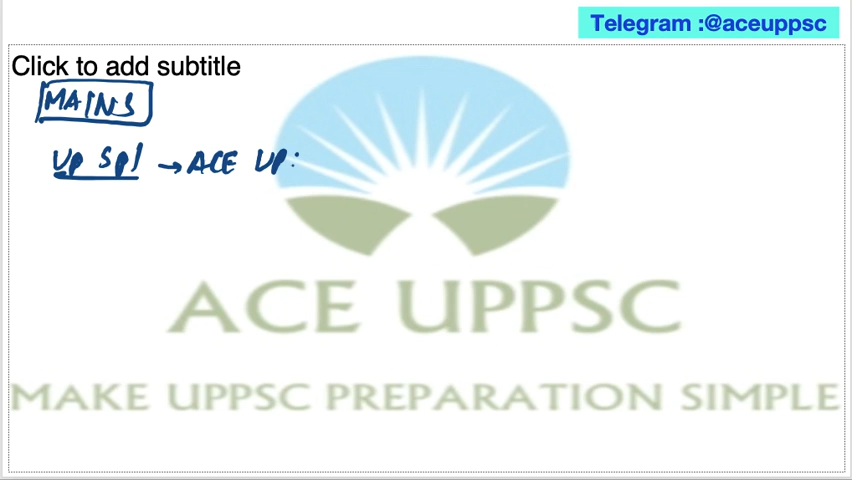 Telegram :@aceuppsc
Click to add subtitle
MAINS
UP Spl → ACE UP:
ACE UPPSC
MAKE UPPSC PREPARATION SIMPLE